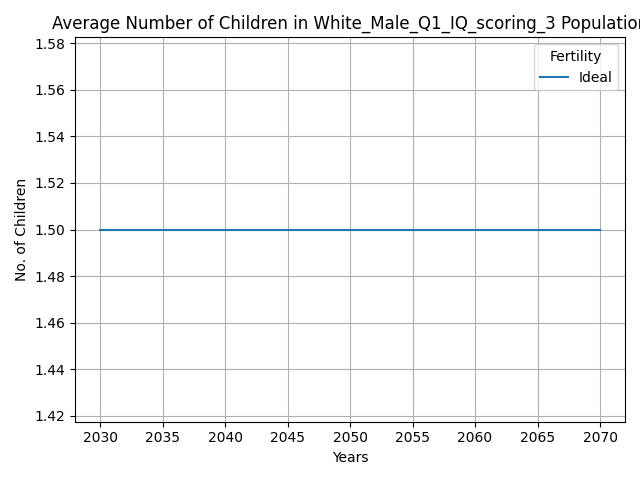 Average Number of Children in White_Male_Q1_IQ_scoring_3 Population
Fertility
Ideal
1.58
1.56
1.54
1.52
1.50
1.48
1.46
1.44
1.42
No. of Children
2030 2035 2040 2045 2050 2055 2060 2065 2070
Years